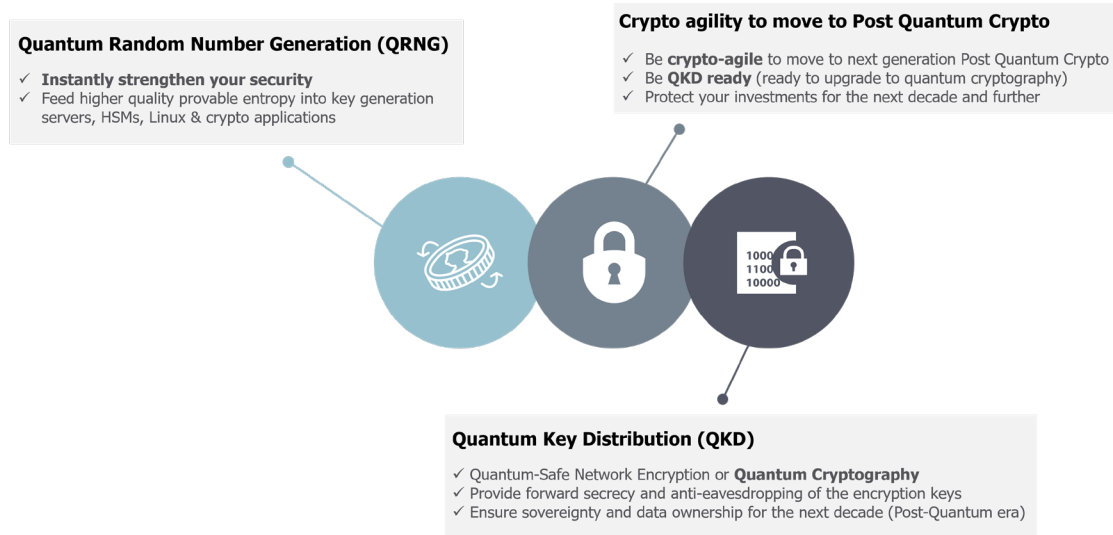 Quantum Random Number Generation (QRNG)
✓ Instantly strengthen your security
✓ Feed higher quality provable entropy into key generation
servers, HSMs, Linux & crypto applications
Crypto agility to move to Post Quantum Crypto
✓ Be crypto-agile to move to next generation Post Quantum Crypto
✓ Be QKD ready (ready to upgrade to quantum cryptography)
✓ Protect your investments for the next decade and further
1000
1100
10000
Quantum Key Distribution (QKD)
✓ Quantum-Safe Network Encryption or Quantum Cryptography
✓ Provide forward secrecy and anti-eavesdropping of the encryption keys
✓ Ensure sovereignty and data ownership for the next decade (Post-Quantum era)